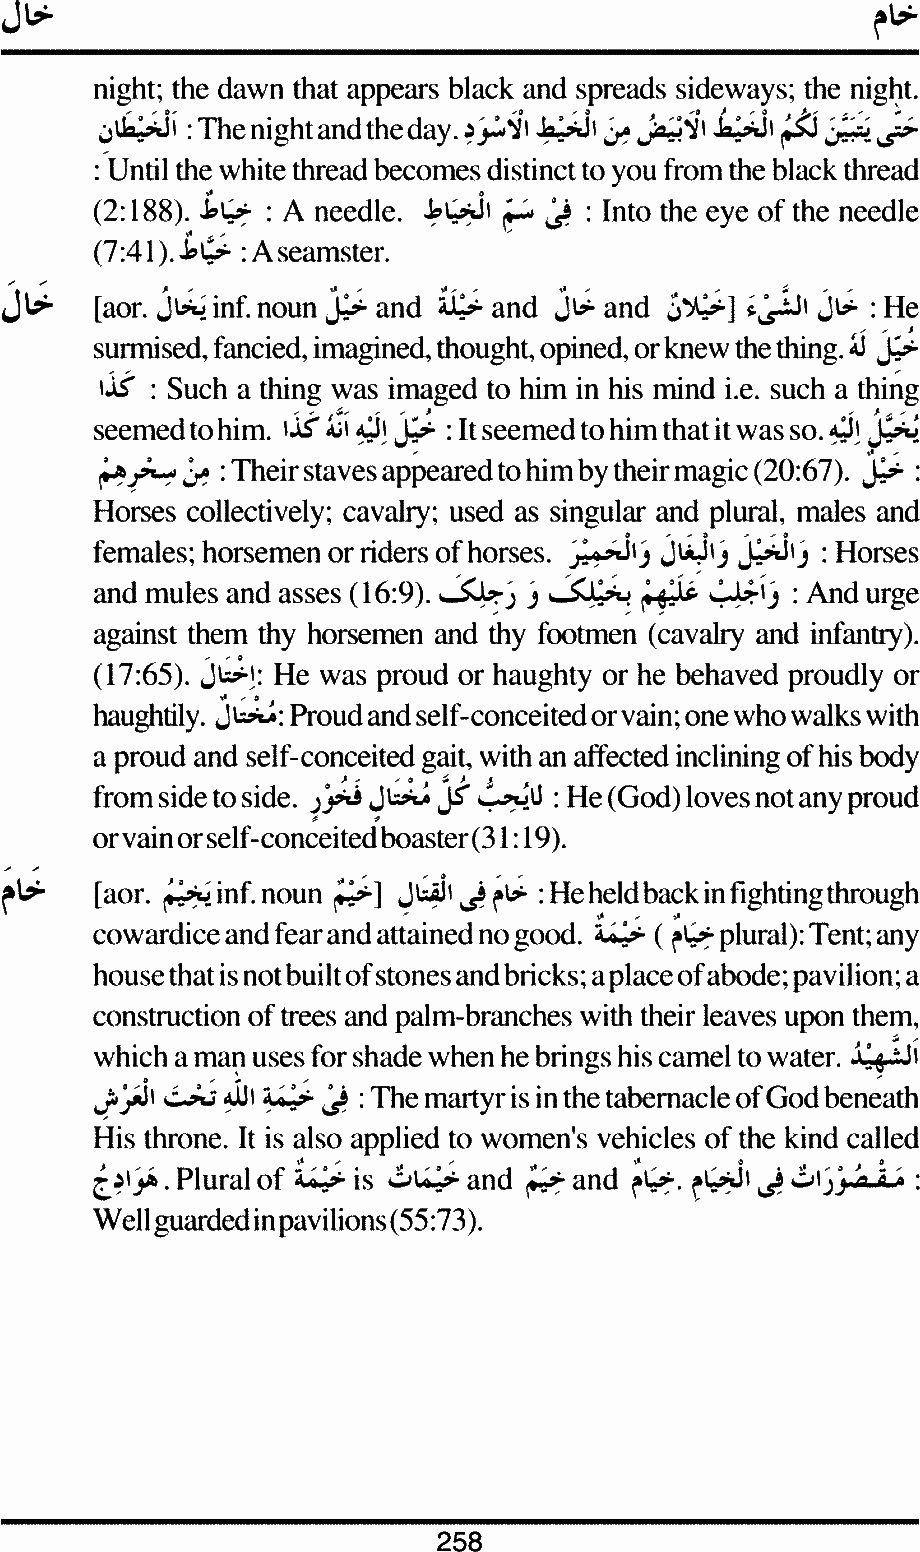 خال خام
night; the dawn that appears black and spreads sideways; the night.
اَلْخَيْطَانِ : The night and the day. حَتّٰى يَتَبَيَّنَ لَكُمُ الْخَيْطُ الْاَبْيَضُ مِنَ الْخَيْطِ الْاَسْوَدِ
: Until the white thread becomes distinct to you from the black thread
(2:188). خِيَاطٌ : A needle. فِىْ سَمِّ الْخِيَاطِ : Into the eye of the needle
(7:41). خَيَّاطٌ : A seamster.
خَالَ [aor. يَخَالُ inf. noun خَيْلٌ and خَيْلَةٌ and خَالٌ and خَيْلَانٌ] خَالَ الشَّىْءَ : He
surmised, fancied, imagined, thought, opined, or knew the thing. خُيِّلَ لَهٗ
كَذَا : Such a thing was imaged to him in his mind i.e. such a thing
seemed to him. خُيِّلَ اِلَيْهِ اَنَّهٗ كَذَا : It seemed to him that it was so. يُخَيَّلُ اِلَيْهِ
مِنْ سِحْرِهِمْ : Their staves appeared to him by their magic (20:67). خَيْلٌ :
Horses collectively; cavalry; used as singular and plural, males and
females; horsemen or riders of horses. وَالْخَيْلَ وَالْبِغَالَ وَالْحَمِيْرَ : Horses
and mules and asses (16:9). وَاَجْلِبْ عَلَيْهِمْ بِخَيْلِكَ وَ رَجِلِكَ : And urge
against them thy horsemen and thy footmen (cavalry and infantry).
(17:65). اِخْتَالَ: He was proud or haughty or he behaved proudly or
haughtily. مُخْتَالٌ: Proud and self-conceited or vain; one who walks with
a proud and self-conceited gait, with an affected inclining of his body
from side to side. لَايُحِبُّ كُلَّ مُخْتَالٍ فَخُوْرٍ : He (God) loves not any proud
or vain or self-conceited boaster (31:19).
خَامَ [aor. يَخِيْمُ inf. noun خَيْمٌ] خَامَ فِى الْقِتَالِ : He held back in fighting through
cowardice and fear and attained no good. خَيْمَةٌ ( خِيَامٌ plural): Tent; any
house that is not built of stones and bricks; a place of abode; pavilion; a
construction of trees and palm-branches with their leaves upon them,
which a man uses for shade when he brings his camel to water. اَلشَّهِيْدُ
فِىْ خَيْمَةِ اللّٰهِ تَحْتَ الْعَرْشِ : The martyr is in the tabernacle of God beneath
His throne. It is also applied to women's vehicles of the kind called
هَوَادِجُ . Plural of خَيْمَةٌ is خَيْمَاتٌ and خِيَمٌ and خِيَامٌ. مَقْصُوْرَاتٌ فِى الْخِيَامِ :
Well guarded in pavilions (55:73).
258